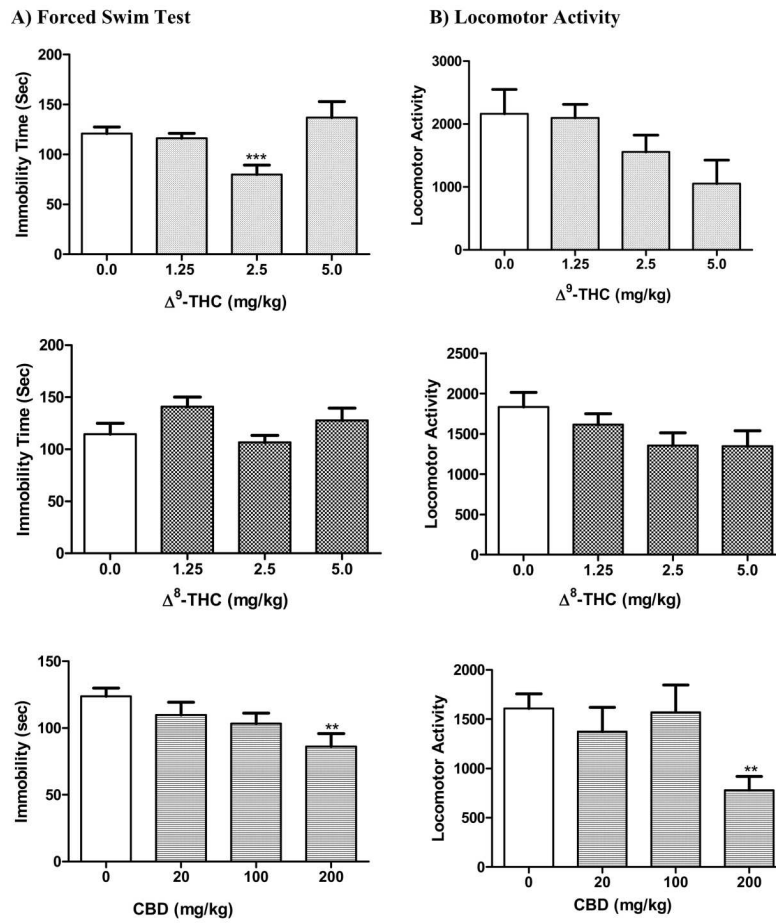 A) Forced Swim Test
B) Locomotor Activity
Immobility Time (Sec)
200
150
100
50
0
***
0.0 1.25 2.5 5.0
Δ⁹-THC (mg/kg)
Locomotor Activity
3000
2000
1000
0
0.0 1.25 2.5 5.0
Δ⁹-THC (mg/kg)
Immobility Time (Sec)
200
150
100
50
0
0.0 1.25 2.5 5.0
Δ⁸-THC (mg/kg)
Locomotor Activity
2500
2000
1500
1000
500
0
0.0 1.25 2.5 5.0
Δ⁸-THC (mg/kg)
Immobility (sec)
150
100
50
0
**
0 20 100 200
CBD (mg/kg)
Locomotor Activity
2000
1500
1000
500
0
**
0 20 100 200
CBD (mg/kg)